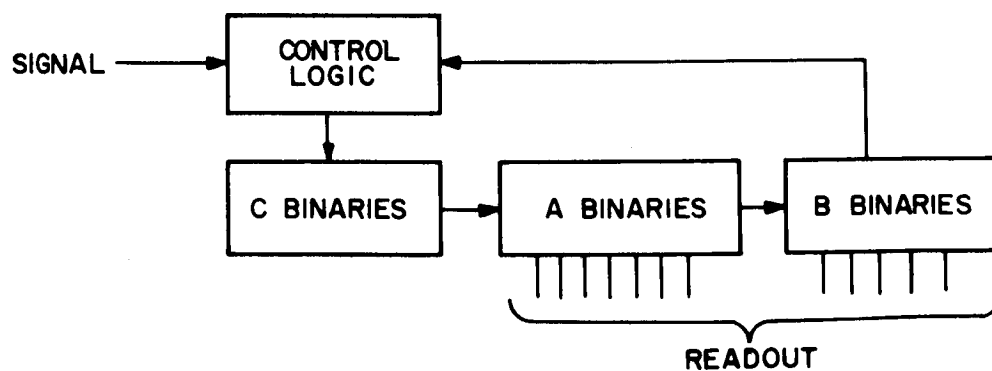 SIGNAL
CONTROL
LOGIC
C BINARIES
A BINARIES
B BINARIES
READOUT